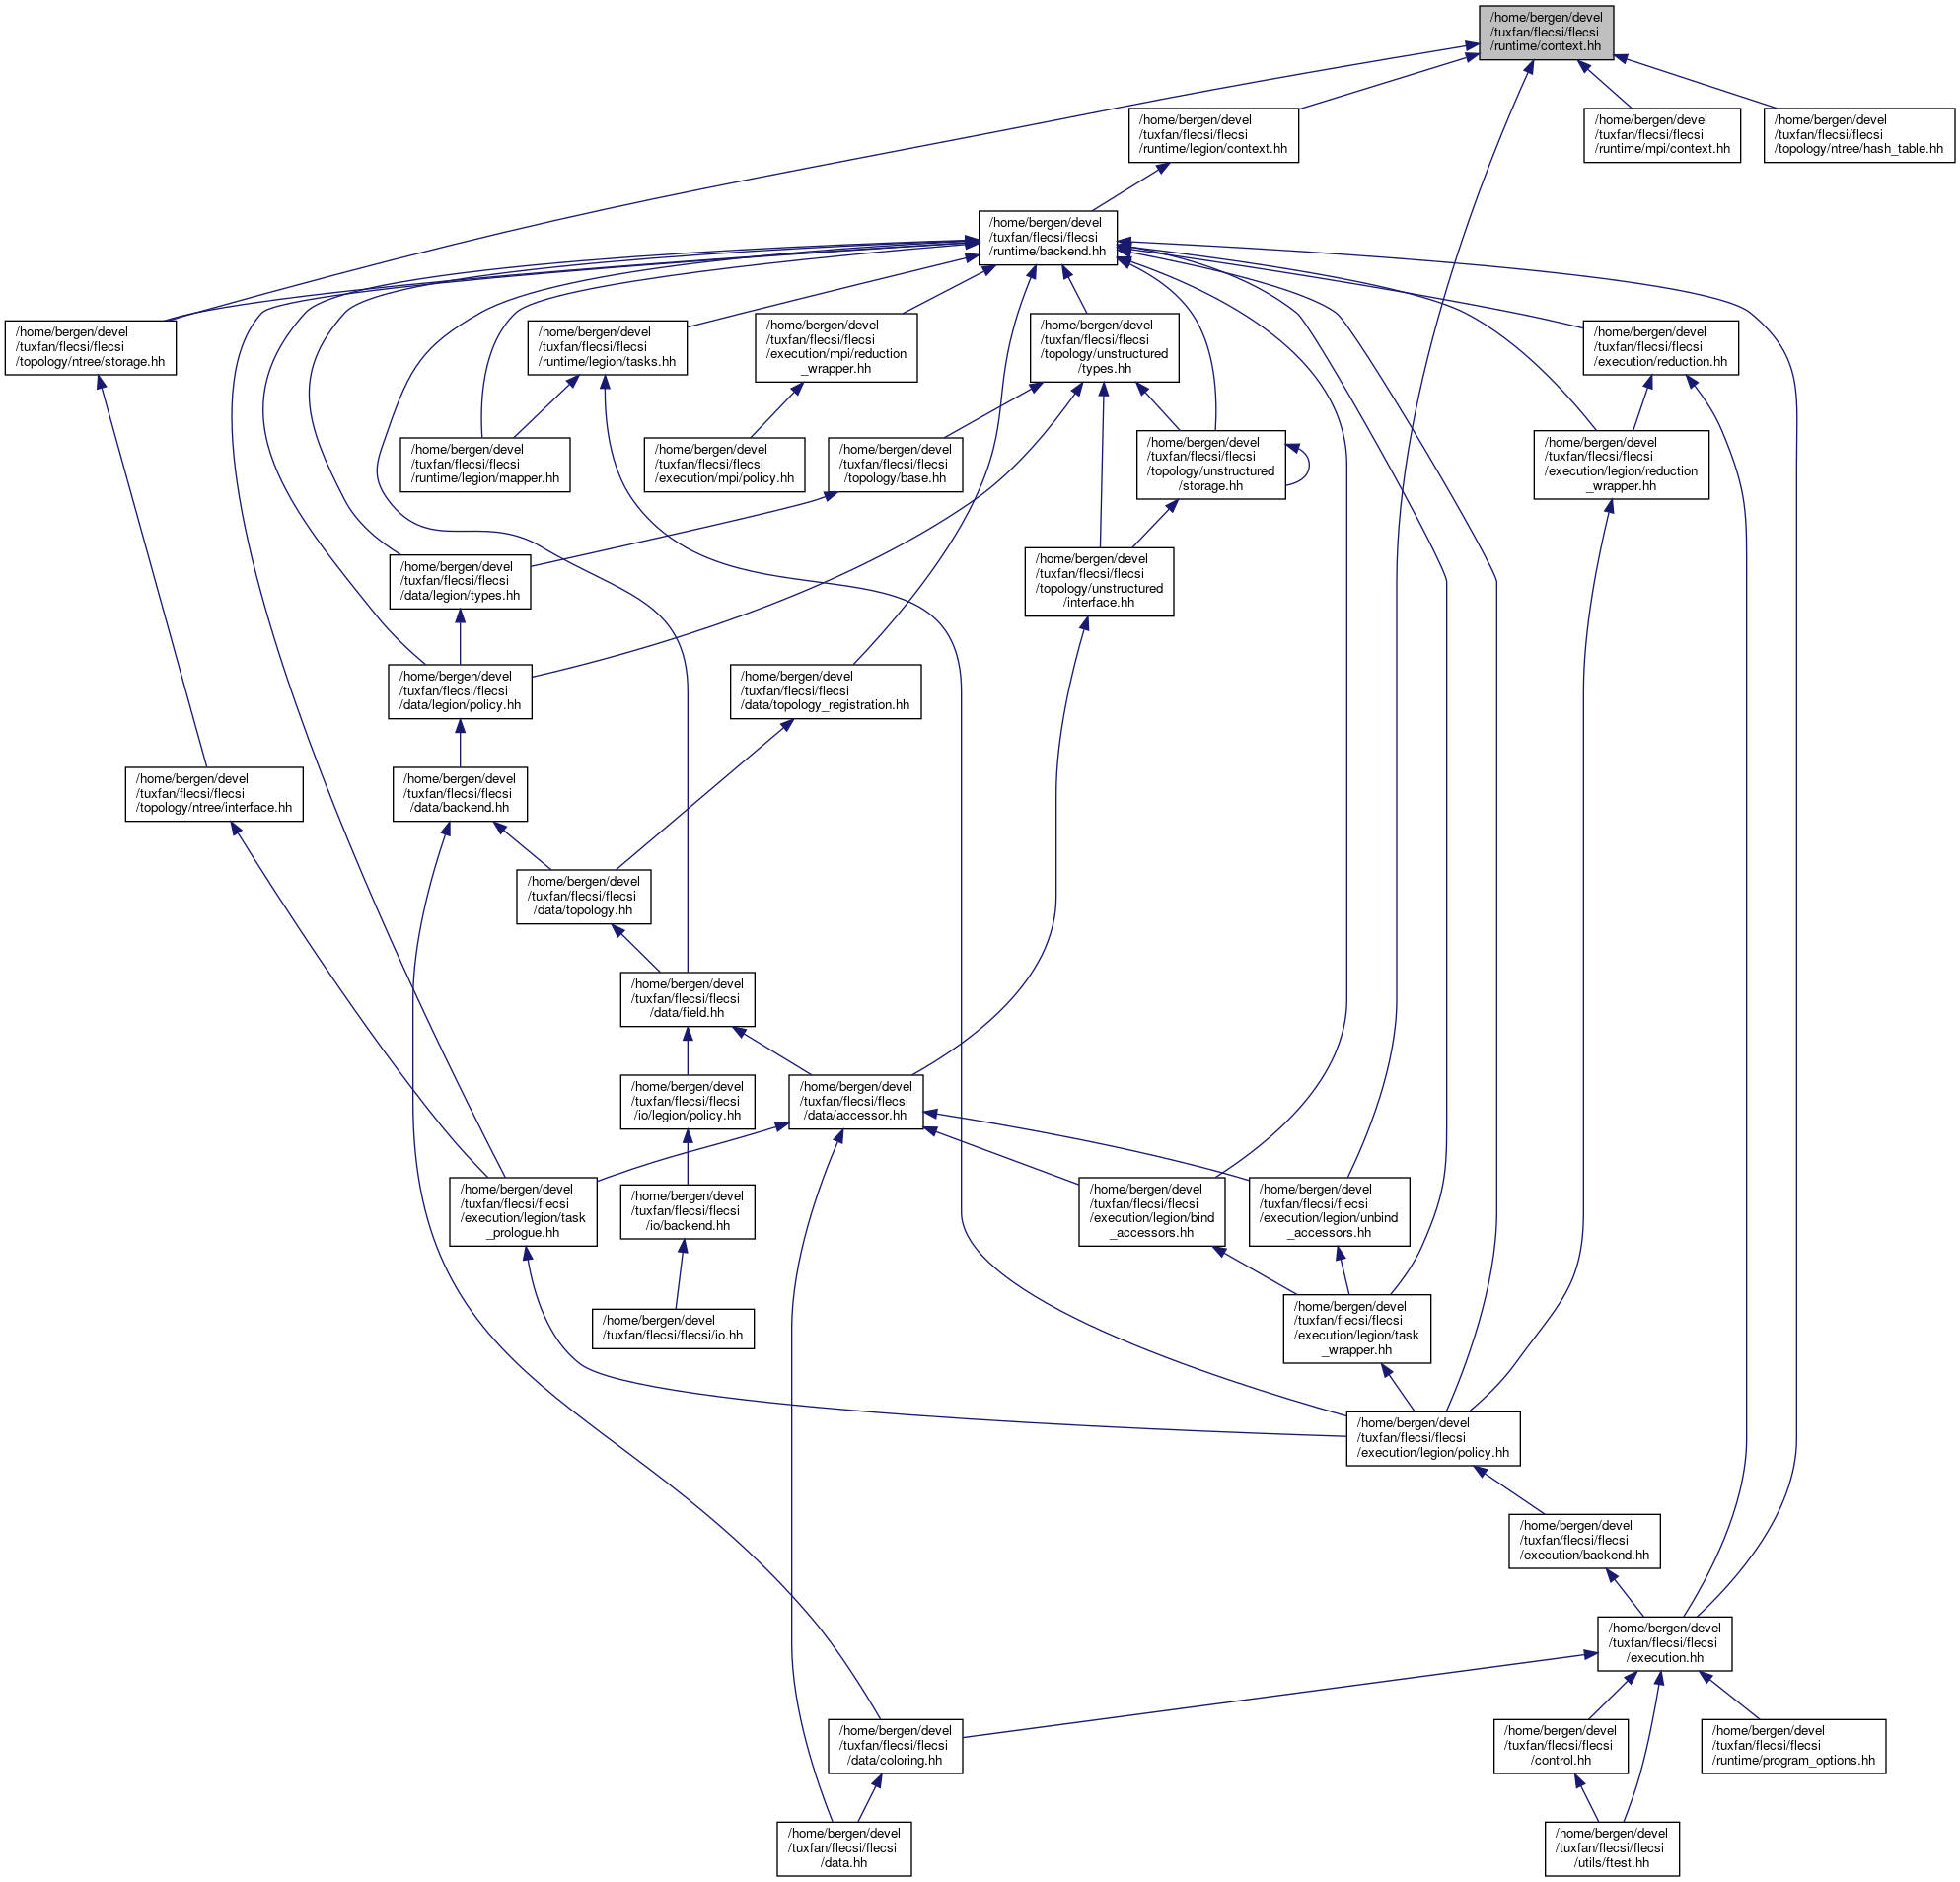 /home/bergen/devel
/tuxfan/flecsi/flecsi
/runtime/context.hh
/home/bergen/devel
/tuxfan/flecsi/flecsi
/runtime/legion/context.hh
/home/bergen/devel
/tuxfan/flecsi/flecsi
/runtime/mpi/context.hh
/home/bergen/devel
/tuxfan/flecsi/flecsi
/topology/ntree/hash_table.hh
/home/bergen/devel
/tuxfan/flecsi/flecsi
/runtime/backend.hh
/home/bergen/devel
/tuxfan/flecsi/flecsi
/topology/ntree/storage.hh
/home/bergen/devel
/tuxfan/flecsi/flecsi
/runtime/legion/tasks.hh
/home/bergen/devel
/tuxfan/flecsi/flecsi
/execution/mpi/reduction
_wrapper.hh
/home/bergen/devel
/tuxfan/flecsi/flecsi
/topology/unstructured
/types.hh
/home/bergen/devel
/tuxfan/flecsi/flecsi
/execution/reduction.hh
/home/bergen/devel
/tuxfan/flecsi/flecsi
/runtime/legion/mapper.hh
/home/bergen/devel
/tuxfan/flecsi/flecsi
/execution/mpi/policy.hh
/home/bergen/devel
/tuxfan/flecsi/flecsi
/topology/base.hh
/home/bergen/devel
/tuxfan/flecsi/flecsi
/topology/unstructured
/storage.hh
/home/bergen/devel
/tuxfan/flecsi/flecsi
/execution/legion/reduction
_wrapper.hh
/home/bergen/devel
/tuxfan/flecsi/flecsi
/data/legion/types.hh
/home/bergen/devel
/tuxfan/flecsi/flecsi
/topology/unstructured
/interface.hh
/home/bergen/devel
/tuxfan/flecsi/flecsi
/data/legion/policy.hh
/home/bergen/devel
/tuxfan/flecsi/flecsi
/data/topology_registration.hh
/home/bergen/devel
/tuxfan/flecsi/flecsi
/topology/ntree/interface.hh
/home/bergen/devel
/tuxfan/flecsi/flecsi
/data/backend.hh
/home/bergen/devel
/tuxfan/flecsi/flecsi
/data/topology.hh
/home/bergen/devel
/tuxfan/flecsi/flecsi
/data/field.hh
/home/bergen/devel
/tuxfan/flecsi/flecsi
/io/legion/policy.hh
/home/bergen/devel
/tuxfan/flecsi/flecsi
/data/accessor.hh
/home/bergen/devel
/tuxfan/flecsi/flecsi
/execution/legion/task
_prologue.hh
/home/bergen/devel
/tuxfan/flecsi/flecsi
/io/backend.hh
/home/bergen/devel
/tuxfan/flecsi/flecsi
/execution/legion/bind
_accessors.hh
/home/bergen/devel
/tuxfan/flecsi/flecsi
/execution/legion/unbind
_accessors.hh
/home/bergen/devel
/tuxfan/flecsi/flecsi/io.hh
/home/bergen/devel
/tuxfan/flecsi/flecsi
/execution/legion/task
_wrapper.hh
/home/bergen/devel
/tuxfan/flecsi/flecsi
/execution/legion/policy.hh
/home/bergen/devel
/tuxfan/flecsi/flecsi
/execution/backend.hh
/home/bergen/devel
/tuxfan/flecsi/flecsi
/execution.hh
/home/bergen/devel
/tuxfan/flecsi/flecsi
/data/coloring.hh
/home/bergen/devel
/tuxfan/flecsi/flecsi
/control.hh
/home/bergen/devel
/tuxfan/flecsi/flecsi
/runtime/program_options.hh
/home/bergen/devel
/tuxfan/flecsi/flecsi
/data.hh
/home/bergen/devel
/tuxfan/flecsi/flecsi
/utils/ftest.hh